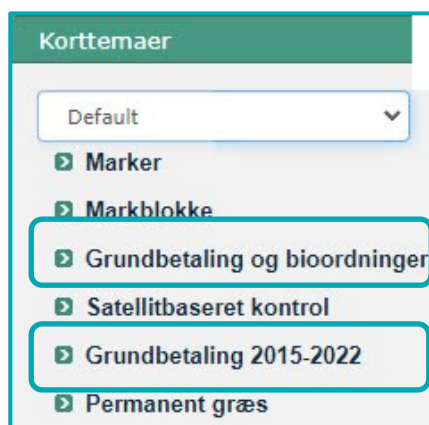 Korttemaer
Default
Marker
Markblokke
Grundbetaling og bioordninger
Satellitbaseret kontrol
Grundbetaling 2015-2022
Permanent græs